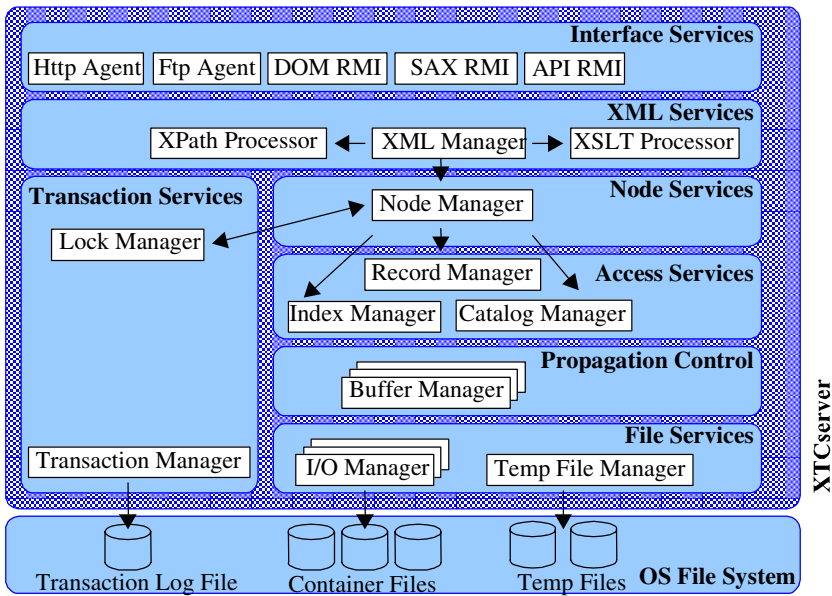 Interface Services
Http Agent
Ftp Agent
DOM RMI
SAX RMI
API RMI
XML Services
XPath Processor
XML Manager
XSLT Processor
Transaction Services
Node Services
Node Manager
Lock Manager
Record Manager
Access Services
Index Manager
Catalog Manager
Propagation Control
Buffer Manager
File Services
Transaction Manager
I/O Manager
Temp File Manager
XTCserver
Transaction Log File
Container Files
Temp Files
OS File System